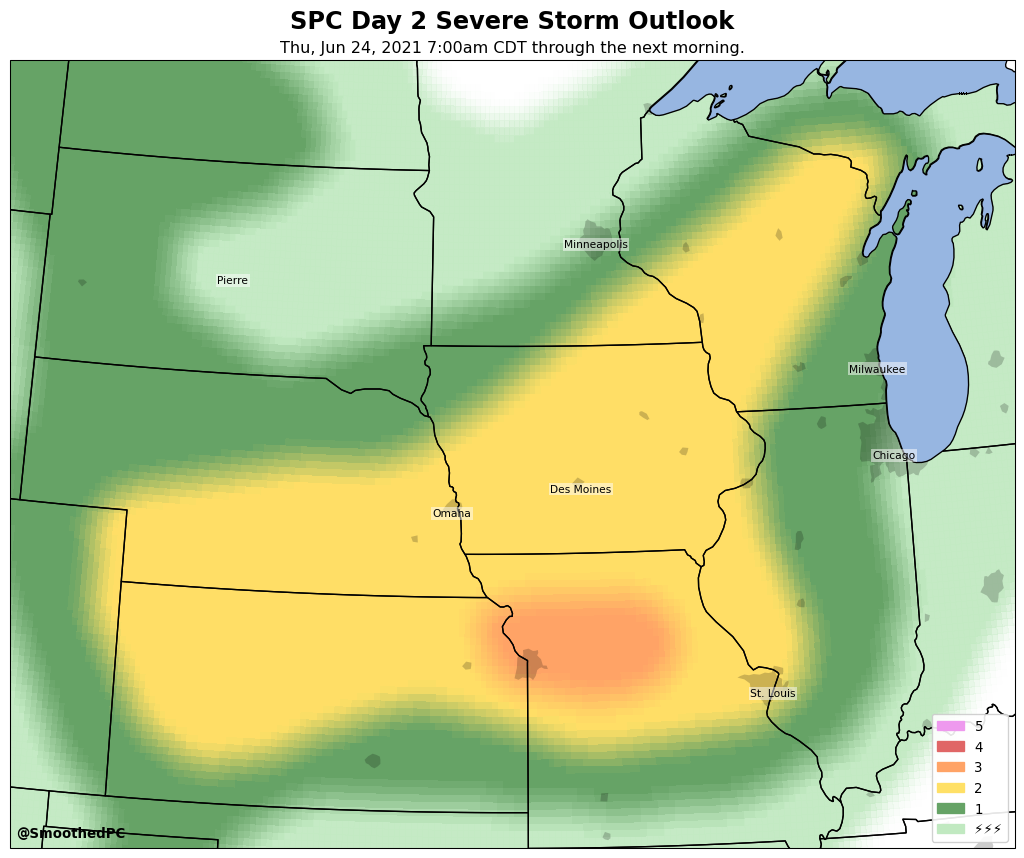 SPC Day 2 Severe Storm Outlook
Thu, Jun 24, 2021 7:00am CDT through the next morning.
Minneapolis
Pierre
Milwaukee
Chicago
Des Moines
Omaha
St. Louis
5
4
3
2
1
⚡⚡⚡
@SmoothedPC